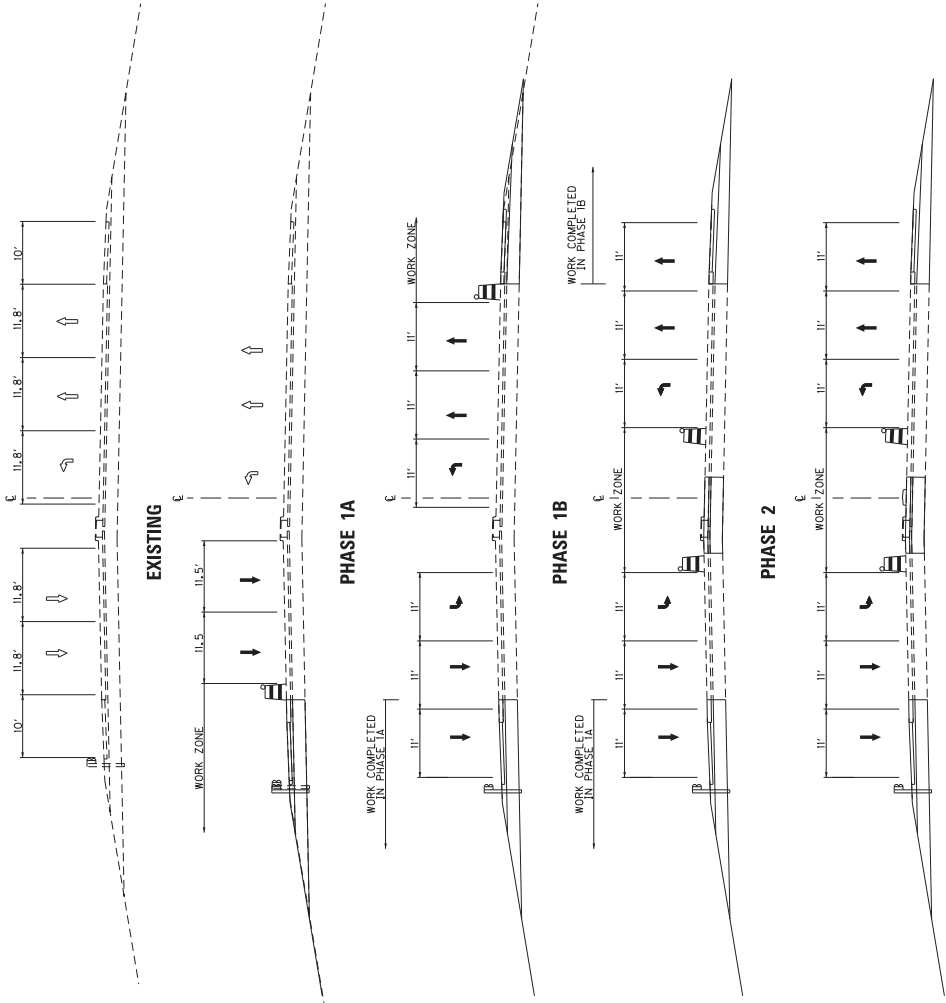 10' 11.8' 11.8' ℄ 11.8' 11.8' 11.8' 10'
EXISTING
WORK ZONE 11.5 11.5' ℄
PHASE 1A
WORK COMPLETED
IN PHASE 1A
11' 11' 11' ℄ 11' 11' 11' WORK ZONE
PHASE 1B
WORK COMPLETED
IN PHASE 1A
WORK COMPLETED
IN PHASE 1B
℄
11' 11' 11' WORK ZONE 11' 11' 11'
PHASE 2
℄
11' 11' 11' WORK ZONE 11' 11' 11'